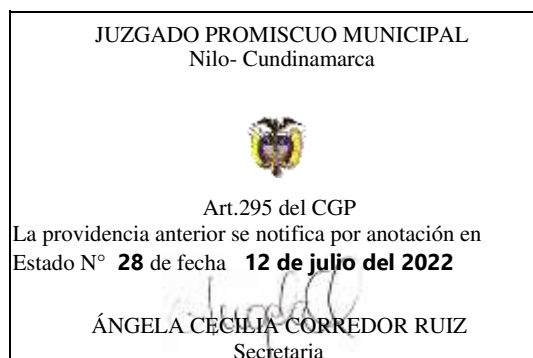 JUZGADO PROMISCUO MUNICIPAL
Nilo- Cundinamarca
Art.295 del CGP
La providencia anterior se notifica por anotación en
Estado N° 28 de fecha 12 de julio del 2022
ÁNGELA CECILIA CORREDOR RUIZ
Secretaria